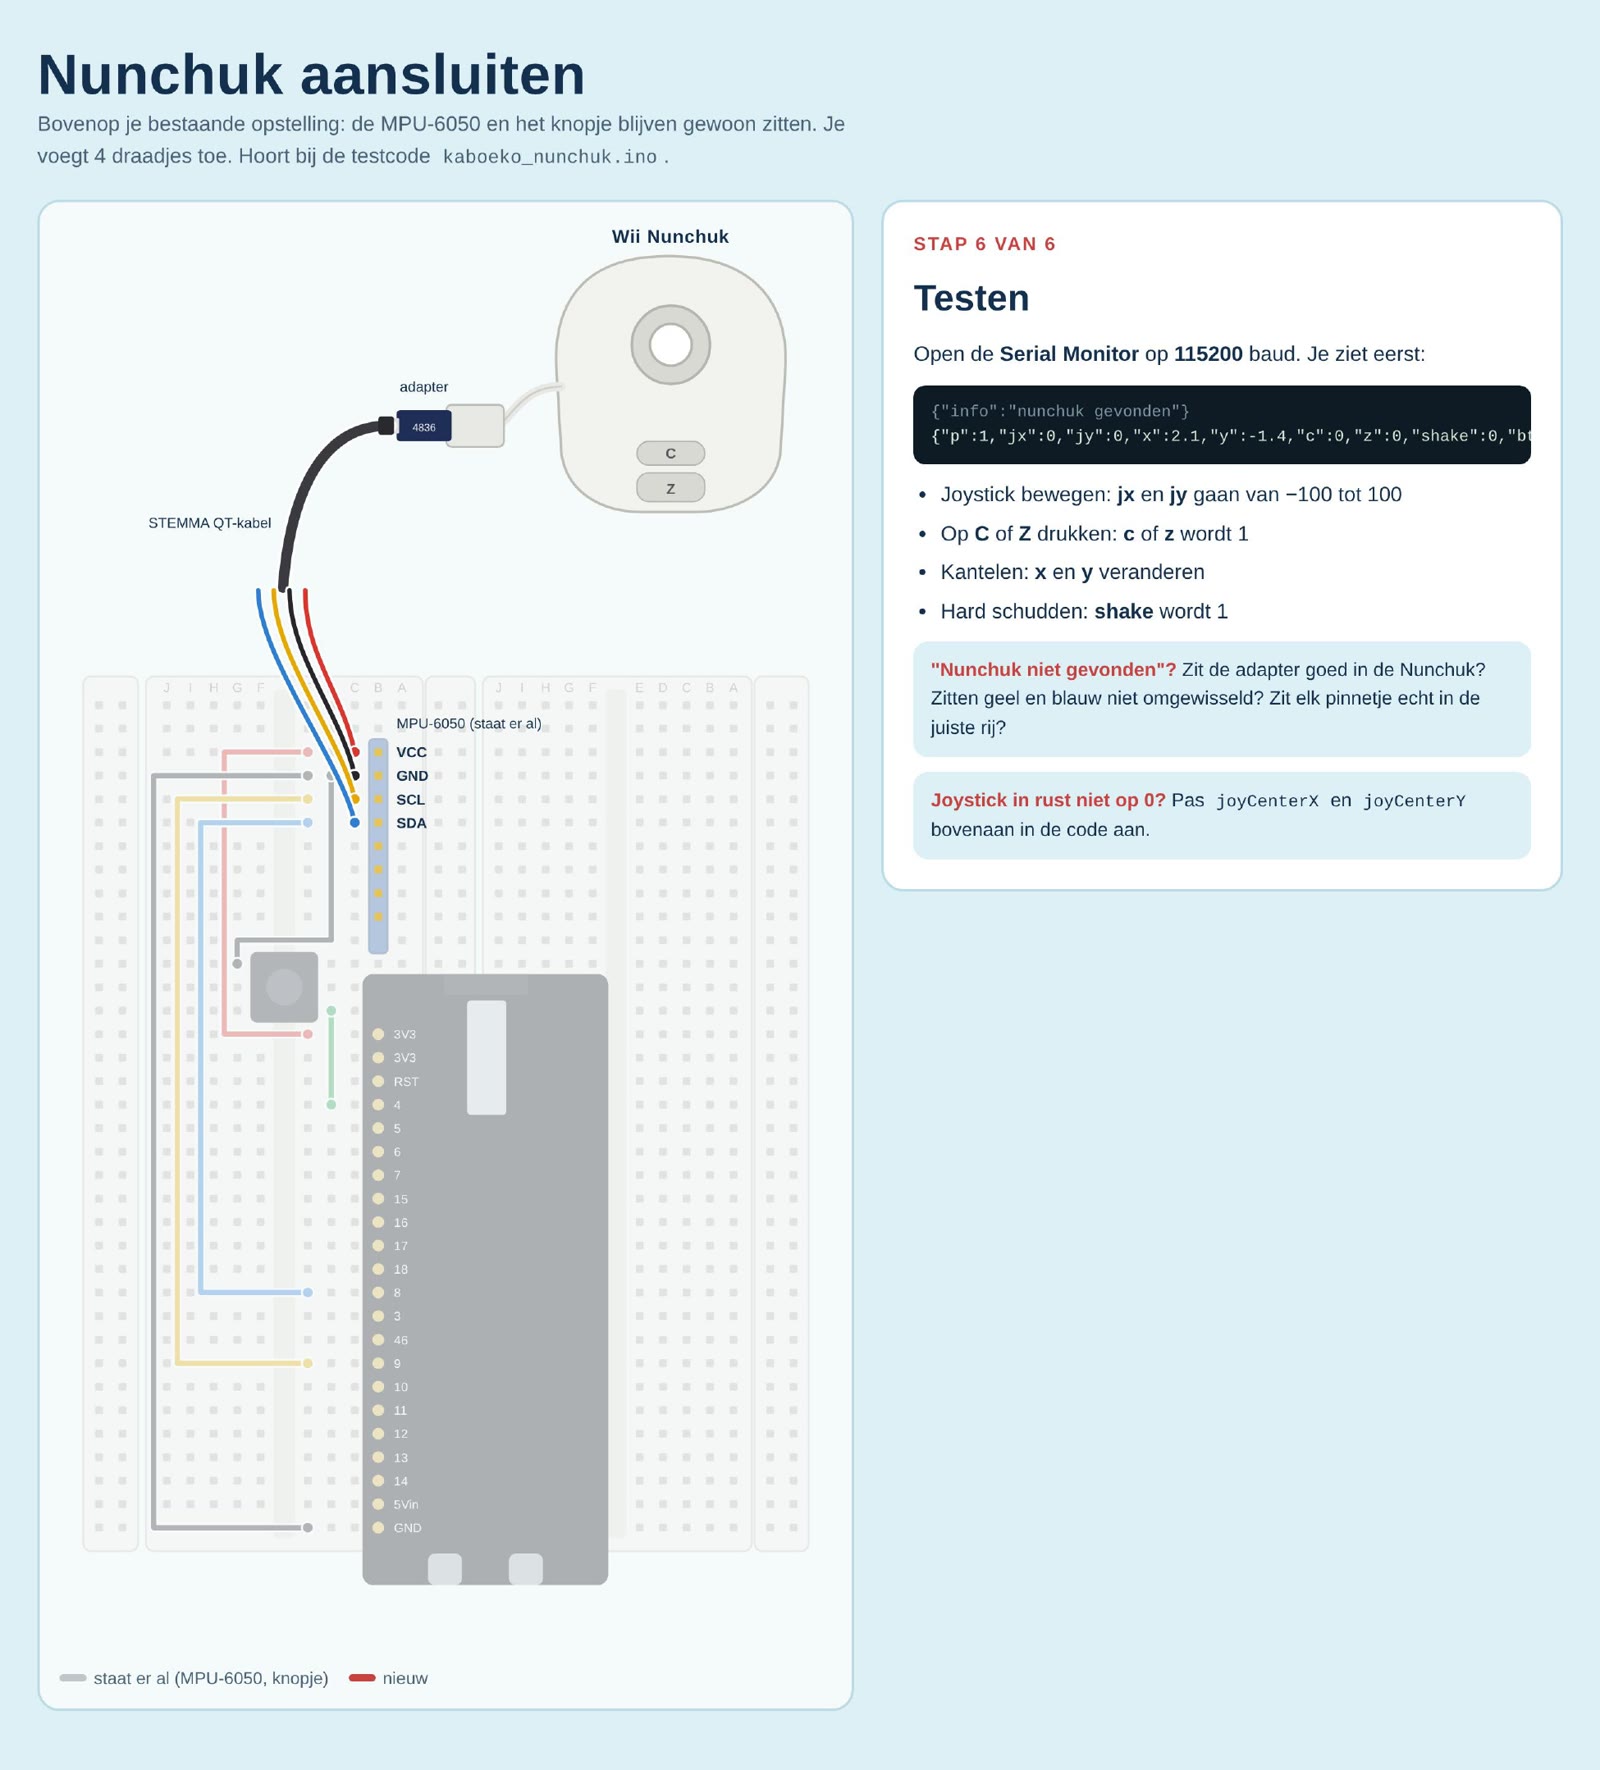 Nunchuk aansluiten
Bovenop je bestaande opstelling: de MPU-6050 en het knopje blijven gewoon zitten. Je
voegt 4 draadjes toe. Hoort bij de testcode kaboeko_nunchuk.ino.
Wii Nunchuk
adapter
4836
C
Z
STEMMA QT-kabel
J I H G F C B A J I H G F E D C B A
MPU-6050 (staat er al)
VCC
GND
SCL
SDA
3V3
3V3
RST
4
5
6
7
15
16
17
18
8
3
46
9
10
11
12
13
14
5Vin
GND
staat er al (MPU-6050, knopje) nieuw
STAP 6 VAN 6
Testen
Open de Serial Monitor op 115200 baud. Je ziet eerst:
{"info":"nunchuk gevonden"}
{"p":1,"jx":0,"jy":0,"x":2.1,"y":-1.4,"c":0,"z":0,"shake":0,"bt
• Joystick bewegen: jx en jy gaan van −100 tot 100
• Op C of Z drukken: c of z wordt 1
• Kantelen: x en y veranderen
• Hard schudden: shake wordt 1
"Nunchuk niet gevonden"? Zit de adapter goed in de Nunchuk?
Zitten geel en blauw niet omgewisseld? Zit elk pinnetje echt in de
juiste rij?
Joystick in rust niet op 0? Pas joyCenterX en joyCenterY
bovenaan in de code aan.